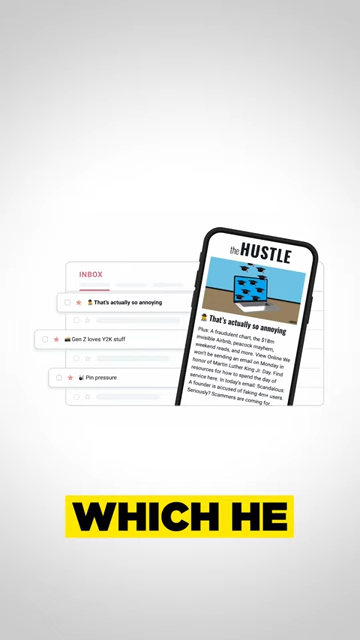 the HUSTLE
INBOX
That's actually so annoying
Gen Z loves Y2K stuff
Pin pressure
That's actually so annoying
Plus: A fraudulent chart, the $18m
invisible Airbnb, peacock mayhem,
weekend reads, and more. View Online We
won't be sending an email on Monday in
honor of Martin Luther King Jr. Day. Find
resources for how to spend the day of
service here. In today's email: Scandalous:
A founder is accused of faking 4m+ users.
Seriously? Scammers are coming for
WHICH HE